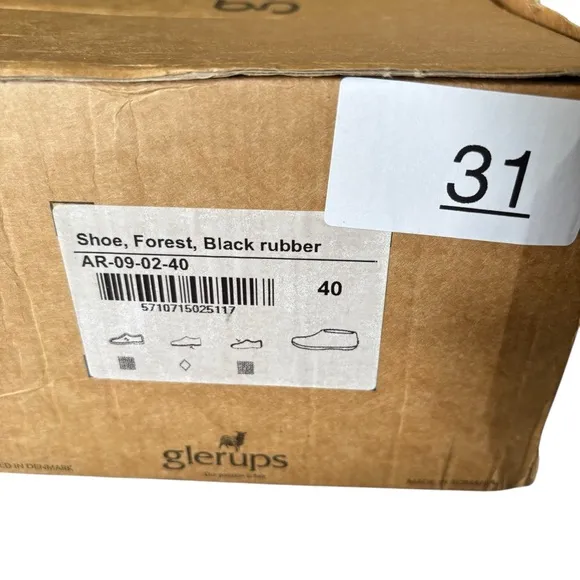 31
Shoe, Forest, Black rubber
AR-09-02-40
40
5710715025117
glerups